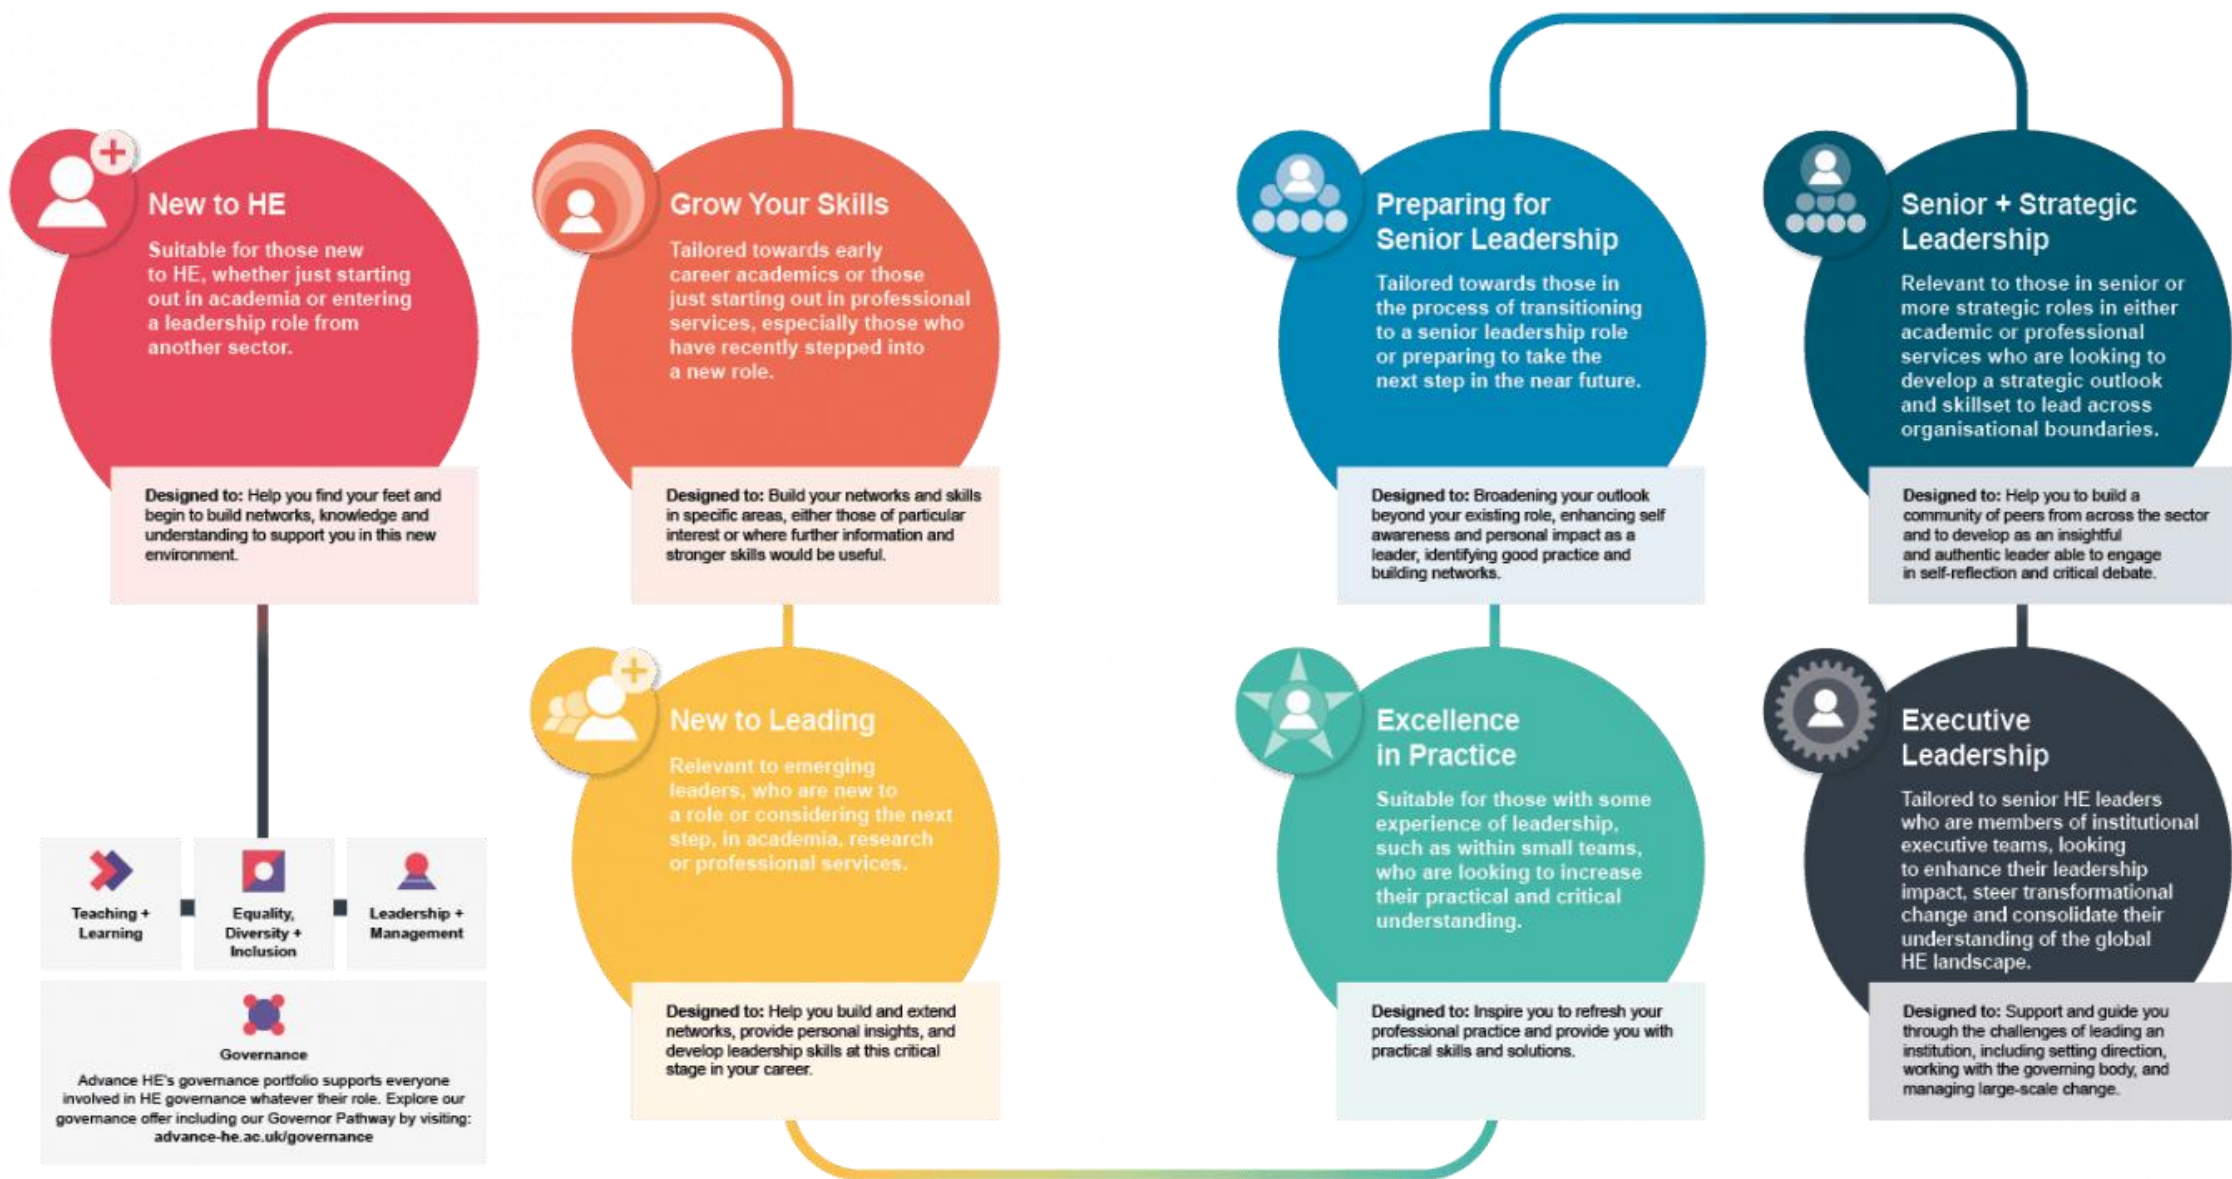 New to HE
Suitable for those new
to HE, whether just starting
out in academia or entering
a leadership role from
another sector.
Designed to: Help you find your feet and
begin to build networks, knowledge and
understanding to support you in this new
environment.
Grow Your Skills
Tailored towards early
career academics or those
just starting out in professional
services, especially those who
have recently stepped into
a new role.
Designed to: Build your networks and skills
in specific areas, either those of particular
interest or where further information and
stronger skills would be useful.
New to Leading
Relevant to emerging
leaders, who are new to
a role or considering the next
step, in academia, research
or professional services.
Designed to: Help you build and extend
networks, provide personal insights, and
develop leadership skills at this critical
stage in your career.
Excellence
in Practice
Suitable for those with some
experience of leadership,
such as within small teams,
who are looking to increase
their practical and critical
understanding.
Designed to: Inspire you to refresh your
professional practice and provide you with
practical skills and solutions.
Preparing for
Senior Leadership
Tailored towards those in
the process of transitioning
to a senior leadership role
or preparing to take the
next step in the near future.
Designed to: Broadening your outlook
beyond your existing role, enhancing self
awareness and personal impact as a
leader, identifying good practice and
building networks.
Senior + Strategic
Leadership
Relevant to those in senior or
more strategic roles in either
academic or professional
services who are looking to
develop a strategic outlook
and skillset to lead across
organisational boundaries.
Designed to: Help you to build a
community of peers from across the sector
and to develop as an insightful
and authentic leader able to engage
in self-reflection and critical debate.
Executive
Leadership
Tailored to senior HE leaders
who are members of institutional
executive teams, looking
to enhance their leadership
impact, steer transformational
change and consolidate their
understanding of the global
HE landscape.
Designed to: Support and guide you
through the challenges of leading an
institution, including setting direction,
working with the governing body, and
managing large-scale change.
Teaching +
Learning
Equality,
Diversity +
Inclusion
Leadership +
Management
Governance
Advance HE's governance portfolio supports everyone
involved in HE governance whatever their role. Explore our
governance offer including our Governor Pathway by visiting:
advance-he.ac.uk/governance